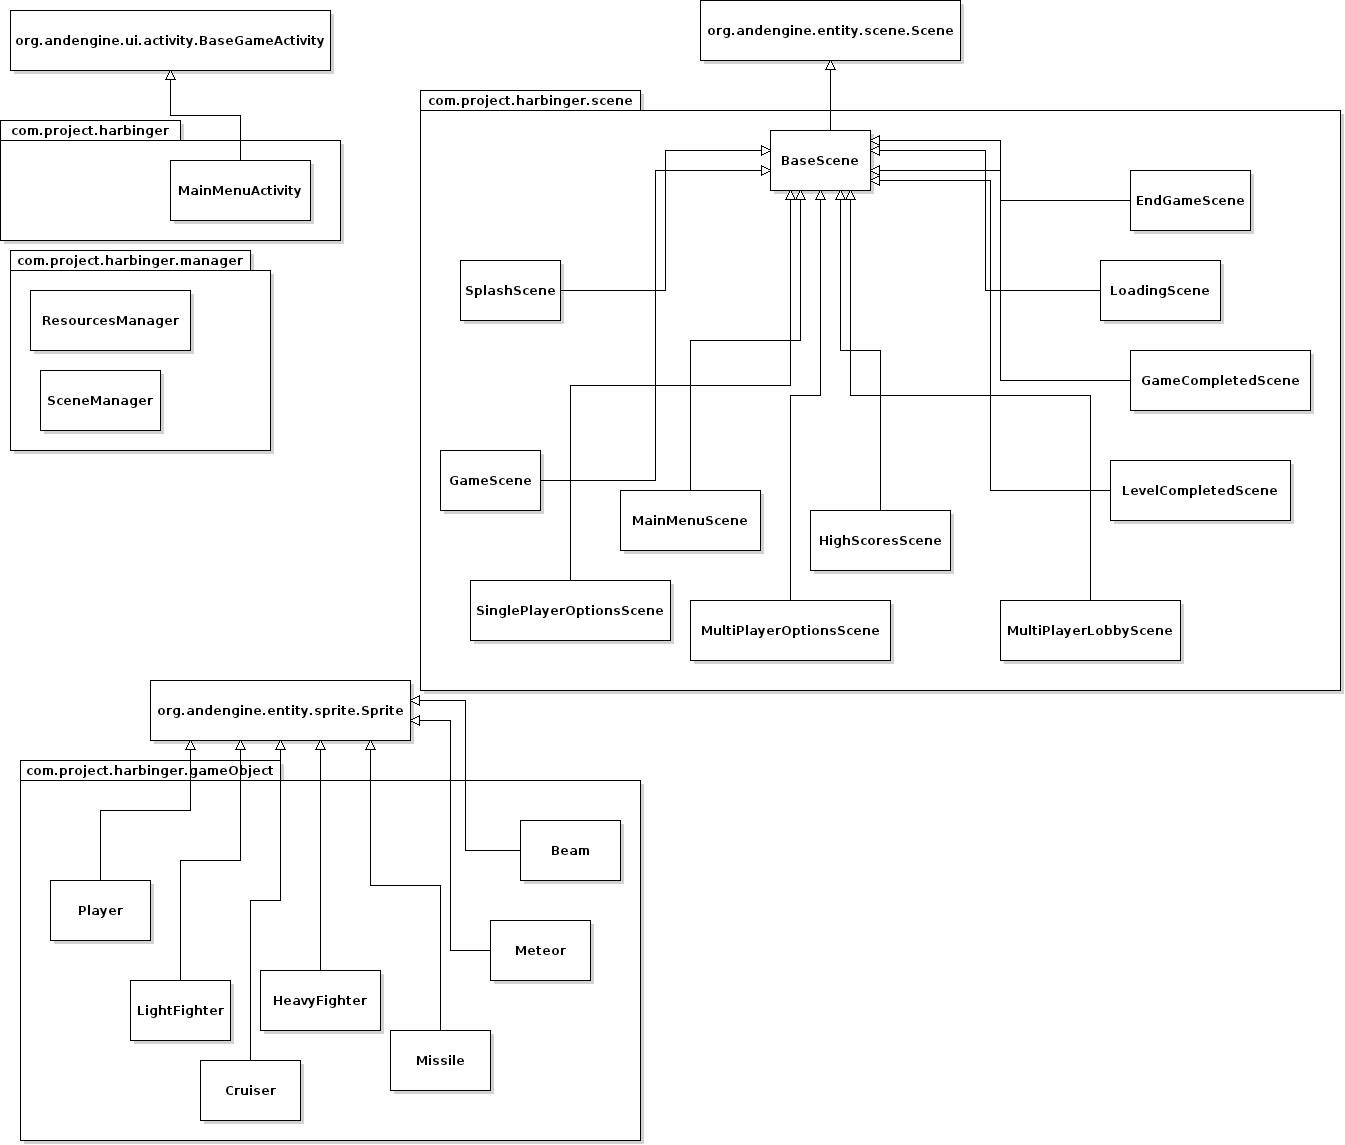 org.andengine.ui.activity.BaseGameActivity
org.andengine.entity.scene.Scene
com.project.harbinger
MainMenuActivity
com.project.harbinger.manager
ResourcesManager
SceneManager
com.project.harbinger.scene
BaseScene
EndGameScene
SplashScene
LoadingScene
GameCompletedScene
GameScene
LevelCompletedScene
MainMenuScene
HighScoresScene
SinglePlayerOptionsScene
MultiPlayerOptionsScene
MultiPlayerLobbyScene
org.andengine.entity.sprite.Sprite
com.project.harbinger.gameObject
Beam
Player
Meteor
HeavyFighter
LightFighter
Missile
Cruiser